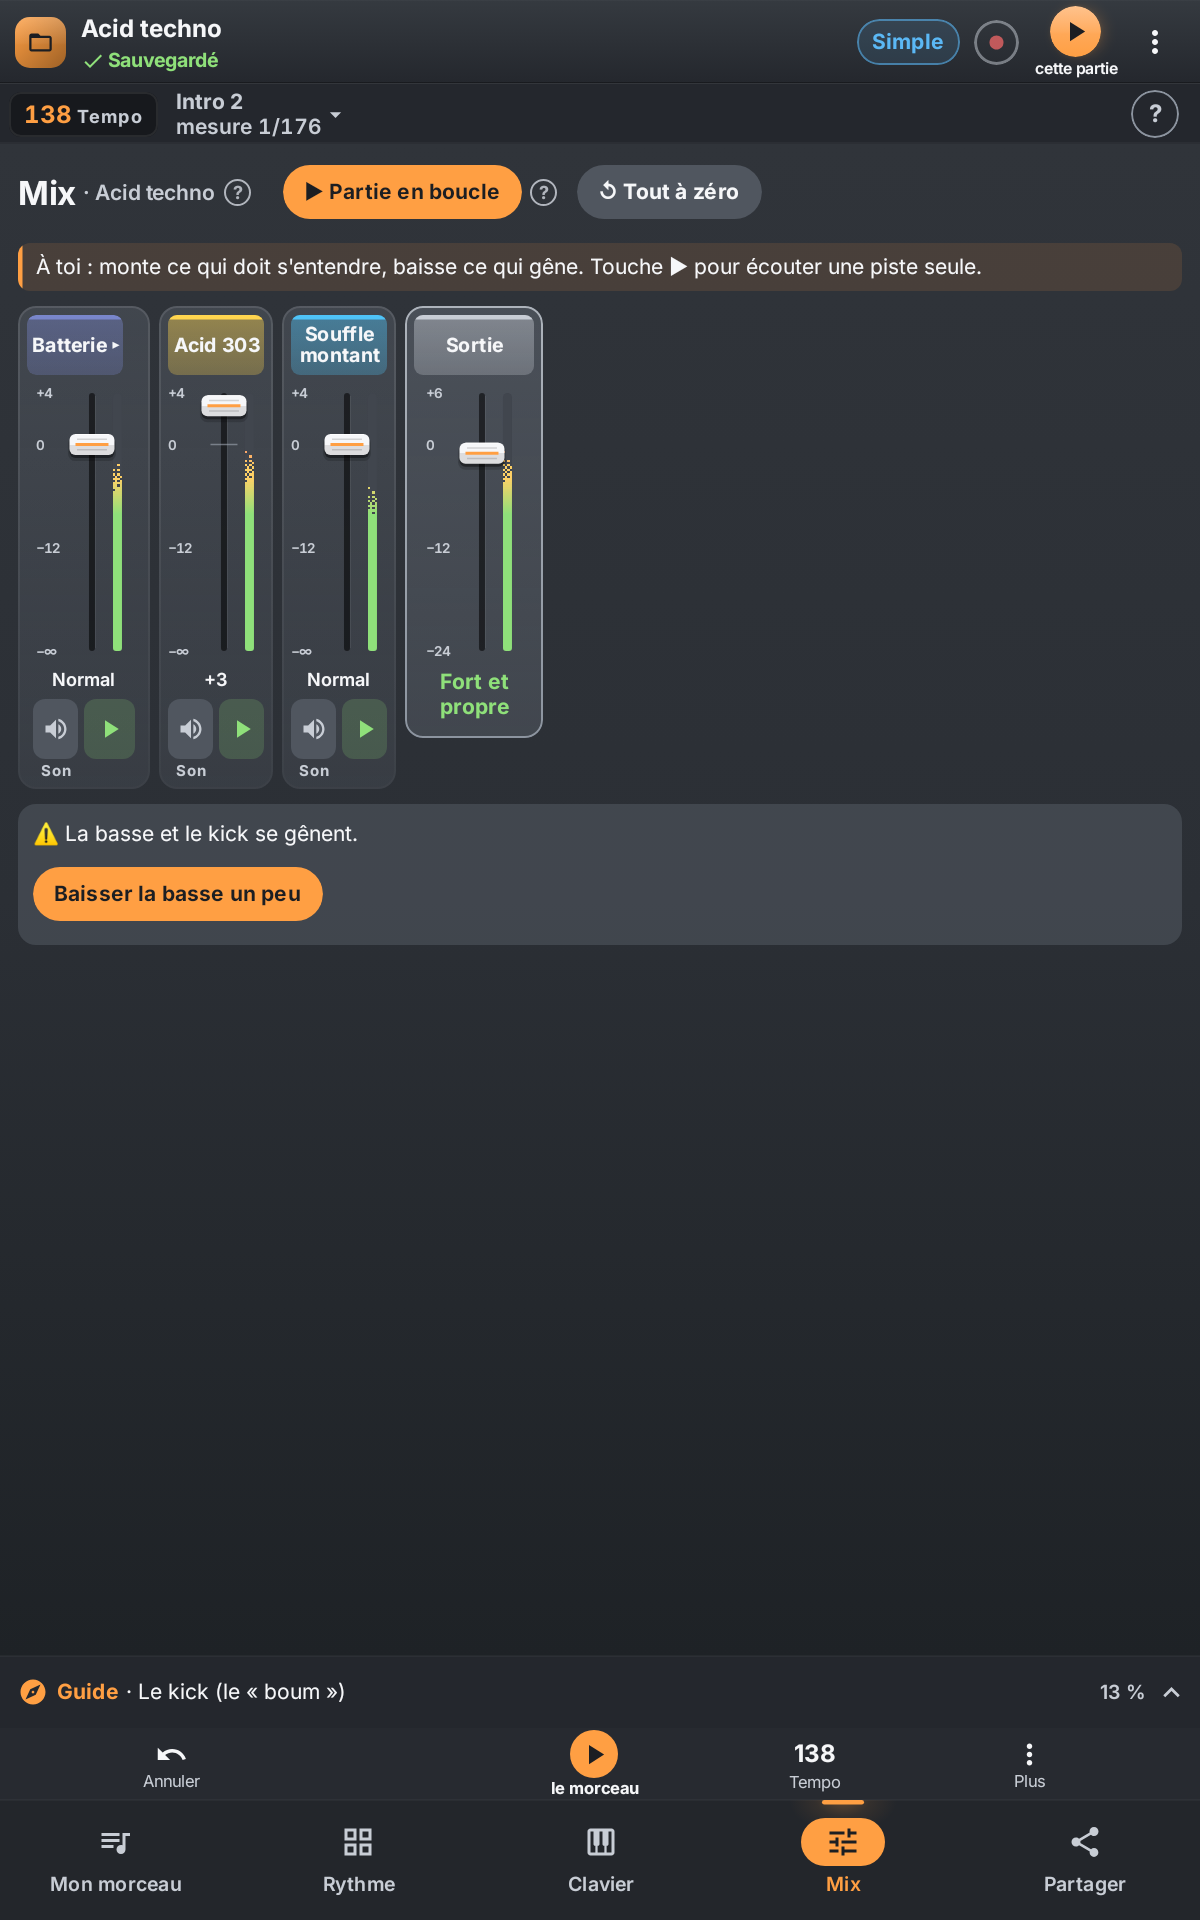 Acid techno
Sauvegardé
Simple
cette partie
138 Tempo
Intro 2
mesure 1/176
?
Mix · Acid techno ?
▶ Partie en boucle
?
Tout à zéro
À toi : monte ce qui doit s'entendre, baisse ce qui gêne. Touche ▶ pour écouter une piste seule.
Batterie ▸
+4
0
−12
−∞
Normal
Son
Acid 303
+4
0
−12
−∞
+3
Son
Souffle
montant
+4
0
−12
−∞
Normal
Son
Sortie
+6
0
−12
−24
Fort et
propre
⚠️ La basse et le kick se gênent.
Baisser la basse un peu
Guide · Le kick (le « boum »)
13 %
Annuler
le morceau
138
Tempo
Plus
Mon morceau
Rythme
Clavier
Mix
Partager